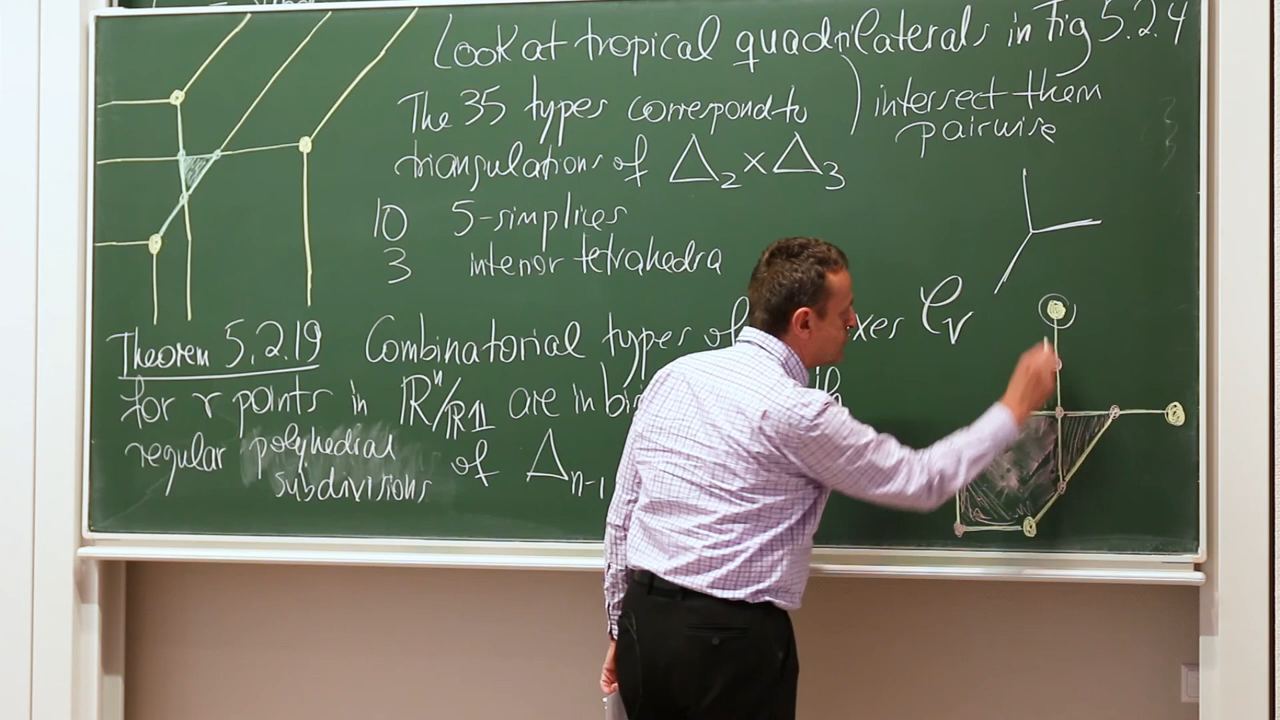 Look at tropical quadrilaterals in Fig 5.2.4
The 35 types correspond to ) intersect them
pairwise
triangulations of Δ₂×Δ₃
10 5-simplices
3 interior tetrahedra
Theorem 5.2.19 Combinatorial types of xes 𝒞ᵥ
for r points in ℝⁿ/ℝ𝟙 are in bi
regular polyhedral subdivisions of Δₙ₋₁